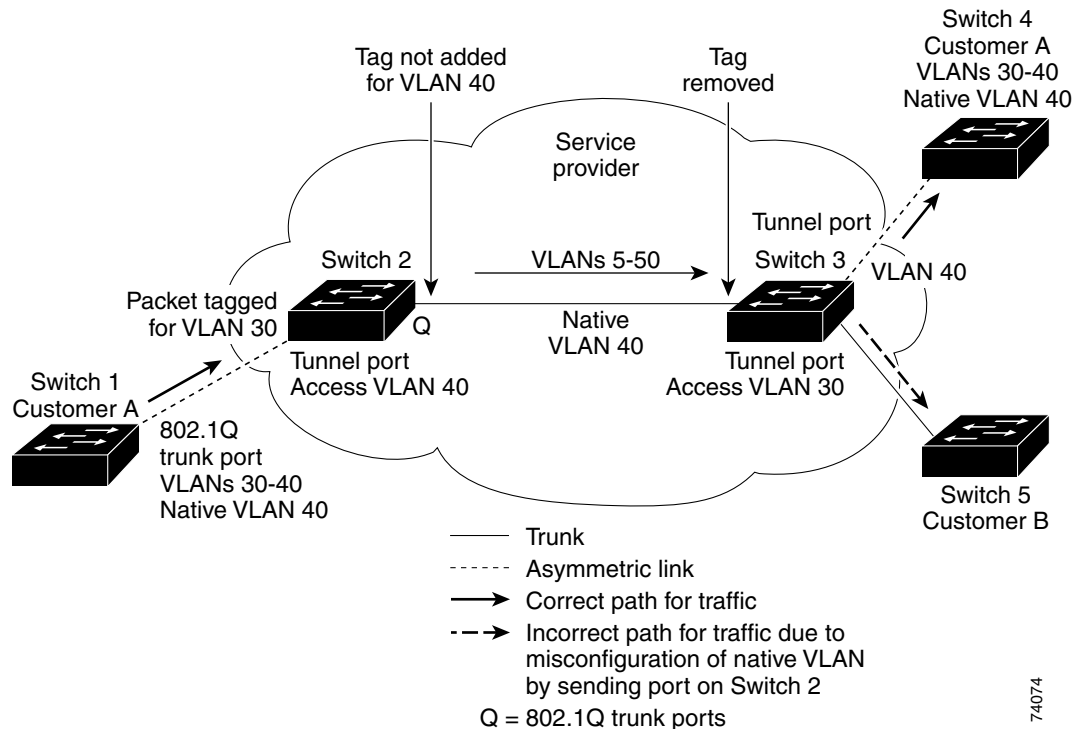 Tag not added
for VLAN 40
Tag
removed
Switch 4
Customer A
VLANs 30-40
Native VLAN 40
Service
provider
Tunnel port
Switch 2
VLANs 5-50
Switch 3
VLAN 40
Packet tagged
for VLAN 30
Q
Native
VLAN 40
Tunnel port
Access VLAN 40
Tunnel port
Access VLAN 30
Switch 1
Customer A
802.1Q
trunk port
VLANs 30-40
Native VLAN 40
Switch 5
Customer B
Trunk
Asymmetric link
Correct path for traffic
Incorrect path for traffic due to
misconfiguration of native VLAN
by sending port on Switch 2
Q = 802.1Q trunk ports
74074